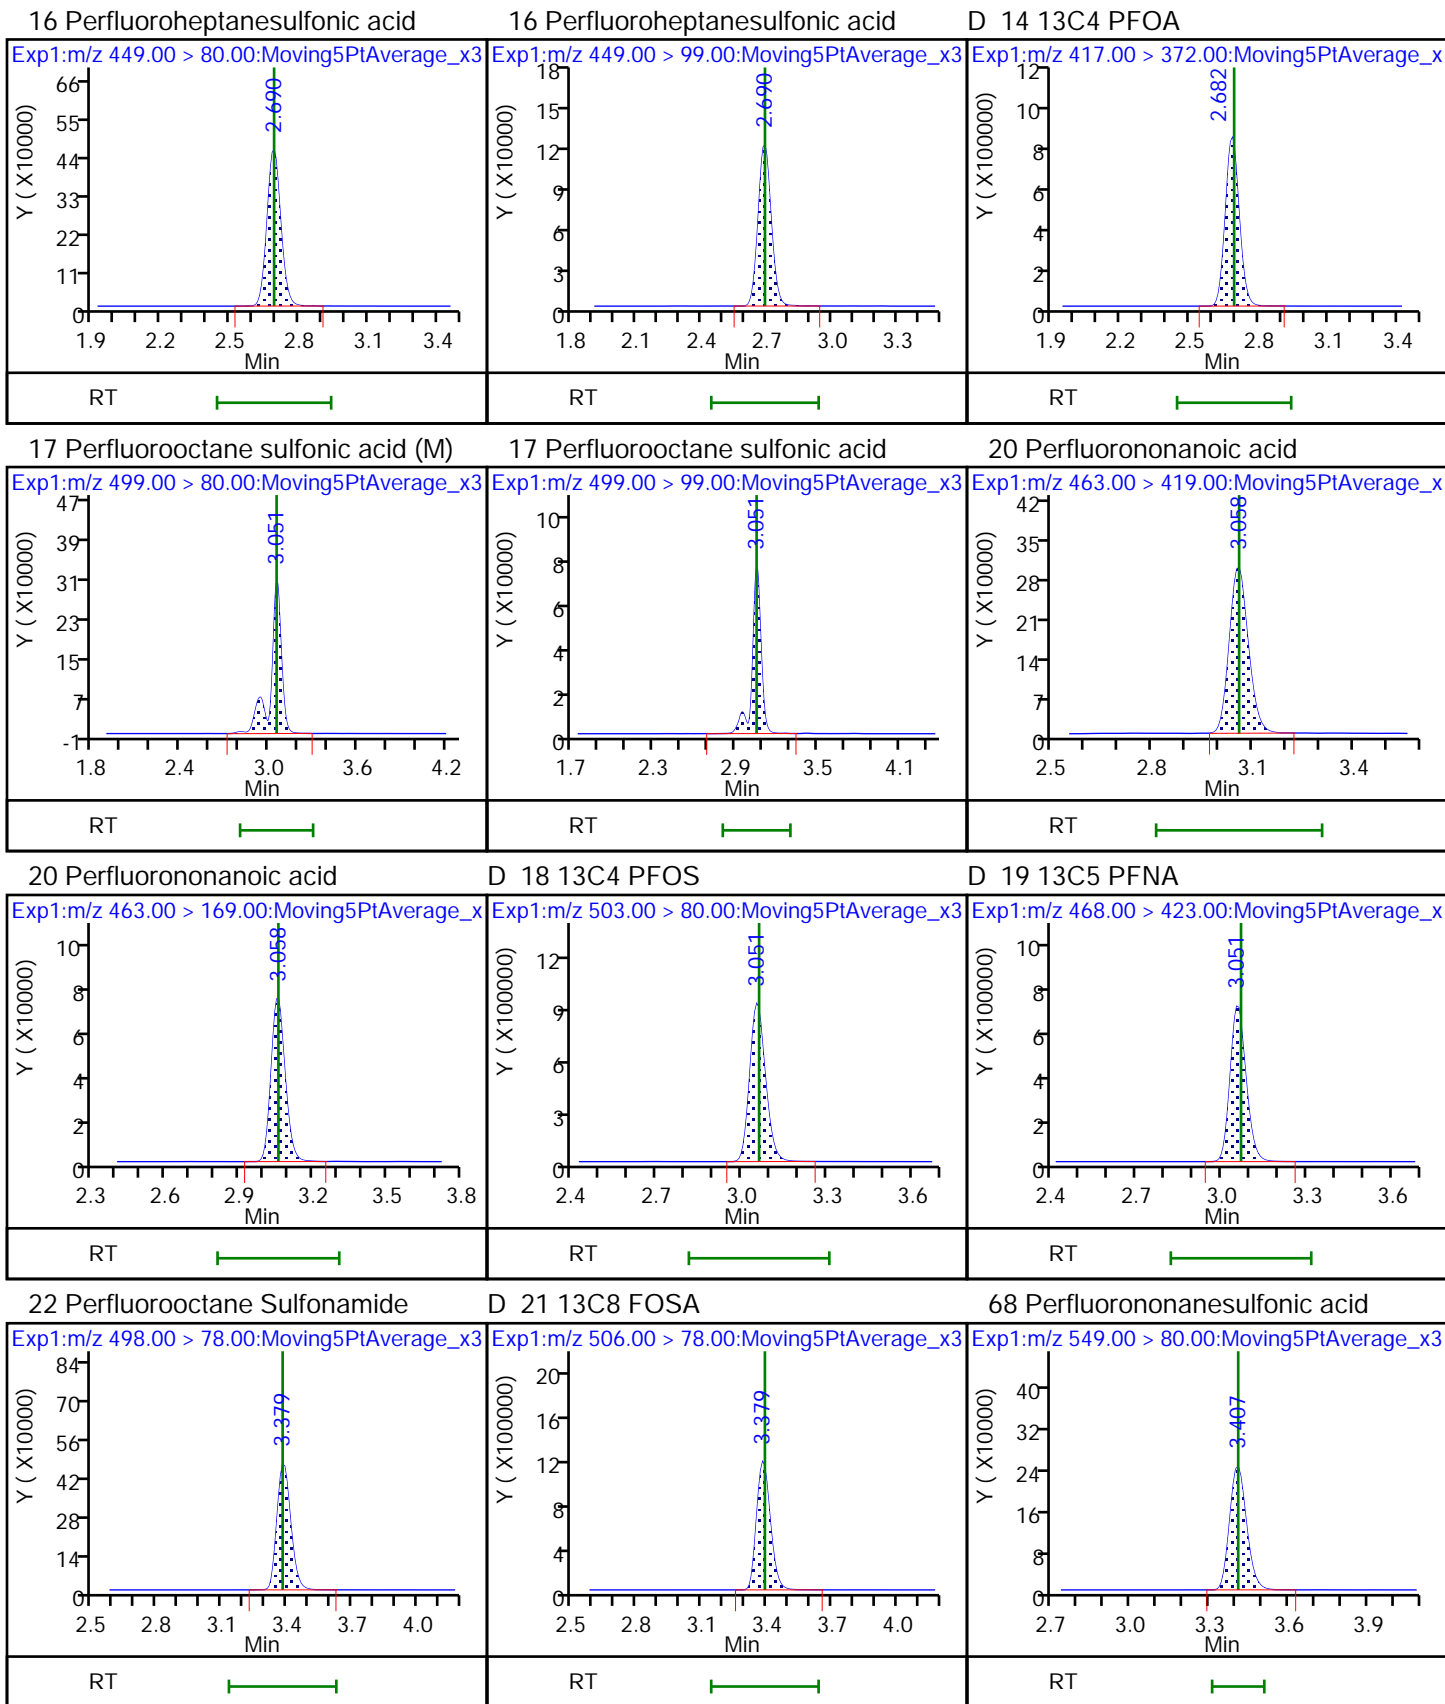 16 Perfluoroheptanesulfonic acid
Exp1:m/z 449.00 > 80.00:Moving5PtAverage_x3
Y ( X10000)
66
55
44
33
22
11
0
2.690
1.9 2.2 2.5 2.8 3.1 3.4
Min
RT
16 Perfluoroheptanesulfonic acid
Exp1:m/z 449.00 > 99.00:Moving5PtAverage_x3
Y ( X10000)
18
15
12
9
6
3
0
2.690
1.8 2.1 2.4 2.7 3.0 3.3
Min
RT
D 14 13C4 PFOA
Exp1:m/z 417.00 > 372.00:Moving5PtAverage_x
Y ( X100000)
12
10
8
6
4
2
0
2.682
1.9 2.2 2.5 2.8 3.1 3.4
Min
RT
17 Perfluorooctane sulfonic acid (M)
Exp1:m/z 499.00 > 80.00:Moving5PtAverage_x3
Y ( X10000)
47
39
31
23
15
7
-1
3.051
1.8 2.4 3.0 3.6 4.2
Min
RT
17 Perfluorooctane sulfonic acid
Exp1:m/z 499.00 > 99.00:Moving5PtAverage_x3
Y ( X10000)
10
8
6
4
2
0
3.051
1.7 2.3 2.9 3.5 4.1
Min
RT
20 Perfluorononanoic acid
Exp1:m/z 463.00 > 419.00:Moving5PtAverage_x
Y ( X10000)
42
35
28
21
14
7
0
3.058
2.5 2.8 3.1 3.4
Min
RT
20 Perfluorononanoic acid
Exp1:m/z 463.00 > 169.00:Moving5PtAverage_x
Y ( X10000)
10
8
6
4
2
0
3.058
2.3 2.6 2.9 3.2 3.5 3.8
Min
RT
D 18 13C4 PFOS
Exp1:m/z 503.00 > 80.00:Moving5PtAverage_x3
Y ( X100000)
12
9
6
3
0
3.051
2.4 2.7 3.0 3.3 3.6
Min
RT
D 19 13C5 PFNA
Exp1:m/z 468.00 > 423.00:Moving5PtAverage_x
Y ( X100000)
10
8
6
4
2
0
3.051
2.4 2.7 3.0 3.3 3.6
Min
RT
22 Perfluorooctane Sulfonamide
Exp1:m/z 498.00 > 78.00:Moving5PtAverage_x3
Y ( X10000)
84
70
56
42
28
14
0
3.379
2.5 2.8 3.1 3.4 3.7 4.0
Min
RT
D 21 13C8 FOSA
Exp1:m/z 506.00 > 78.00:Moving5PtAverage_x3
Y ( X100000)
20
16
12
8
4
0
3.379
2.5 2.8 3.1 3.4 3.7 4.0
Min
RT
68 Perfluorononanesulfonic acid
Exp1:m/z 549.00 > 80.00:Moving5PtAverage_x3
Y ( X10000)
40
32
24
16
8
0
3.407
2.7 3.0 3.3 3.6 3.9
Min
RT